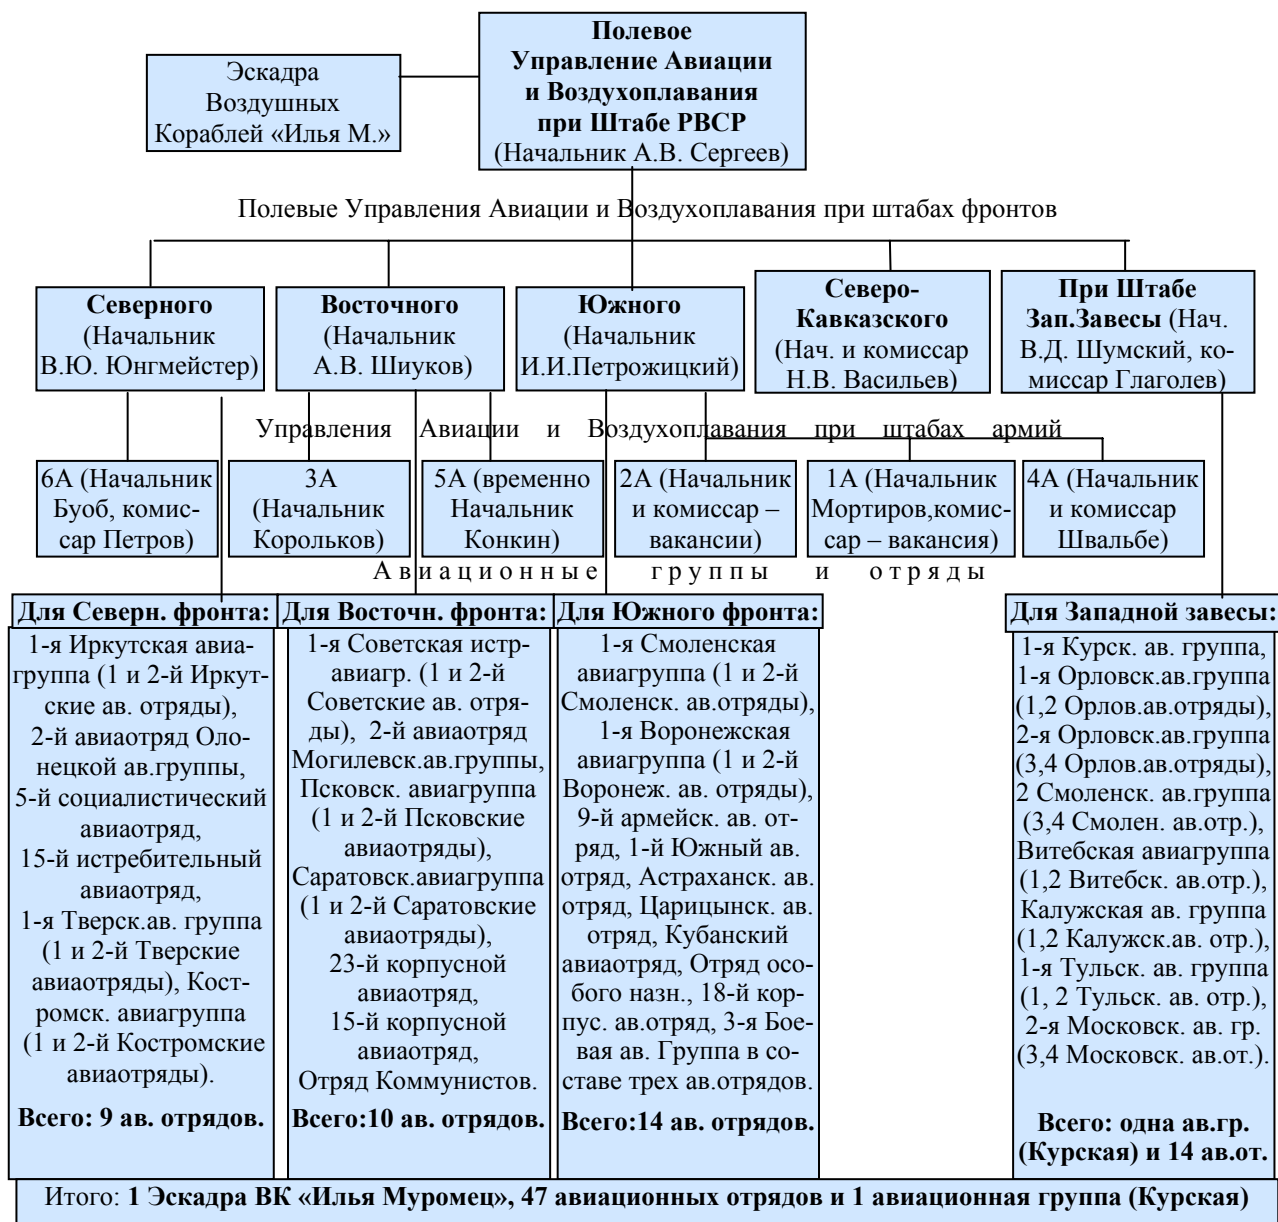 Полевое
Управление Авиации
и Воздухоплавания
при Штабе РВСР
(Начальник А.В. Сергеев)
Эскадра
Воздушных
Кораблей «Илья М.»
Полевые Управления Авиации и Воздухоплавания при штабах фронтов
Северного
(Начальник
В.Ю. Юнгмейстер)
Восточного
(Начальник
А.В. Шиуков)
Южного
(Начальник
И.И.Петрожицкий)
Северо-
Кавказского
(Нач. и комиссар
Н.В. Васильев)
При Штабе
Зап.Завесы (Нач.
В.Д. Шумский, ко-
миссар Глаголев)
Управления Авиации и Воздухоплавания при штабах армий
6А (Начальник
Буоб, комис-
сар Петров)
3А
(Начальник
Корольков)
5А (временно
Начальник
Конкин)
2А (Начальник
и комиссар –
вакансии)
1А (Начальник
Мортиров,комис-
сар – вакансия)
4А (Начальник
и комиссар
Швальбе)
Авиационные группы и отряды
Для Северн. фронта:
1-я Иркутская авиа-
группа (1 и 2-й Иркут-
ские ав. отряды),
2-й авиаотряд Оло-
нецкой ав.группы,
5-й социалистический
авиаотряд,
15-й истребительный
авиаотряд,
1-я Тверск.ав. группа
(1 и 2-й Тверские
авиаотряды), Кост-
ромск. авиагруппа
(1 и 2-й Костромские
авиаотряды).
Всего: 9 ав. отрядов.
Для Восточн. фронта:
1-я Советская истр-
авиагр. (1 и 2-й
Советские ав. отря-
ды), 2-й авиаотряд
Могилевск.ав.группы,
Псковск. авиагруппа
(1 и 2-й Псковские
авиаотряды),
Саратовск.авиагруппа
(1 и 2-й Саратовские
авиаотряды),
23-й корпусной
авиаотряд,
15-й корпусной
авиаотряд,
Отряд Коммунистов.
Всего:10 ав. отрядов.
Для Южного фронта:
1-я Смоленская
авиагруппа (1 и 2-й
Смоленск. ав.отряды),
1-я Воронежская
авиагруппа (1 и 2-й
Воронеж. ав. отряды),
9-й армейск. ав. от-
ряд, 1-й Южный ав.
отряд, Астраханск. ав.
отряд, Царицынск. ав.
отряд, Кубанский
авиаотряд, Отряд осо-
бого назн., 18-й кор-
пус. ав.отряд, 3-я Бое-
вая ав. Группа в со-
ставе трех ав.отрядов.
Всего:14 ав. отрядов.
Для Западной завесы:
1-я Курск. ав. группа,
1-я Орловск.ав.группа
(1,2 Орлов.ав.отряды),
2-я Орловск.ав.группа
(3,4 Орлов.ав.отряды),
2 Смоленск. ав.группа
(3,4 Смолен. ав.отр.),
Витебская авиагруппа
(1,2 Витебск. ав.отр.),
Калужская ав. группа
(1,2 Калужск.ав. отр.),
1-я Тульск. ав. группа
(1, 2 Тульск. ав. отр.),
2-я Московск. ав. гр.
(3,4 Московск. ав.от.).
Всего: одна ав.гр.
(Курская) и 14 ав.от.
Итого: 1 Эскадра ВК «Илья Муромец», 47 авиационных отрядов и 1 авиационная группа (Курская)